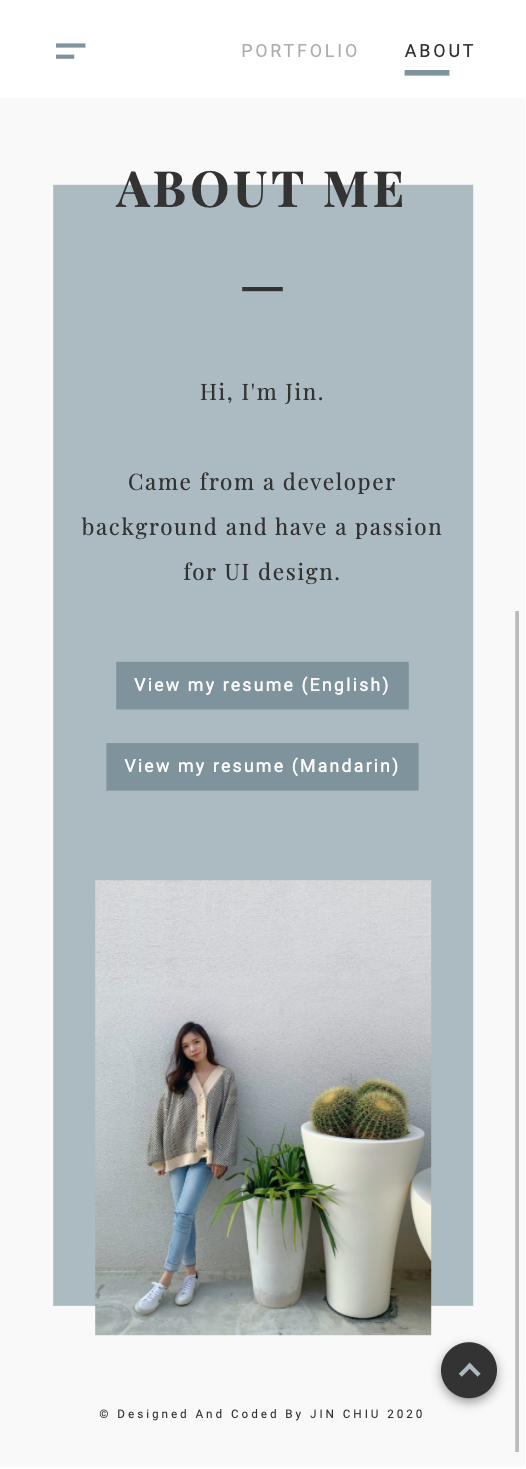 PORTFOLIO ABOUT
ABOUT ME
Hi, I'm Jin.
Came from a developer
background and have a passion
for UI design.
View my resume (English)
View my resume (Mandarin)
© Designed And Coded By JIN CHIU 2020